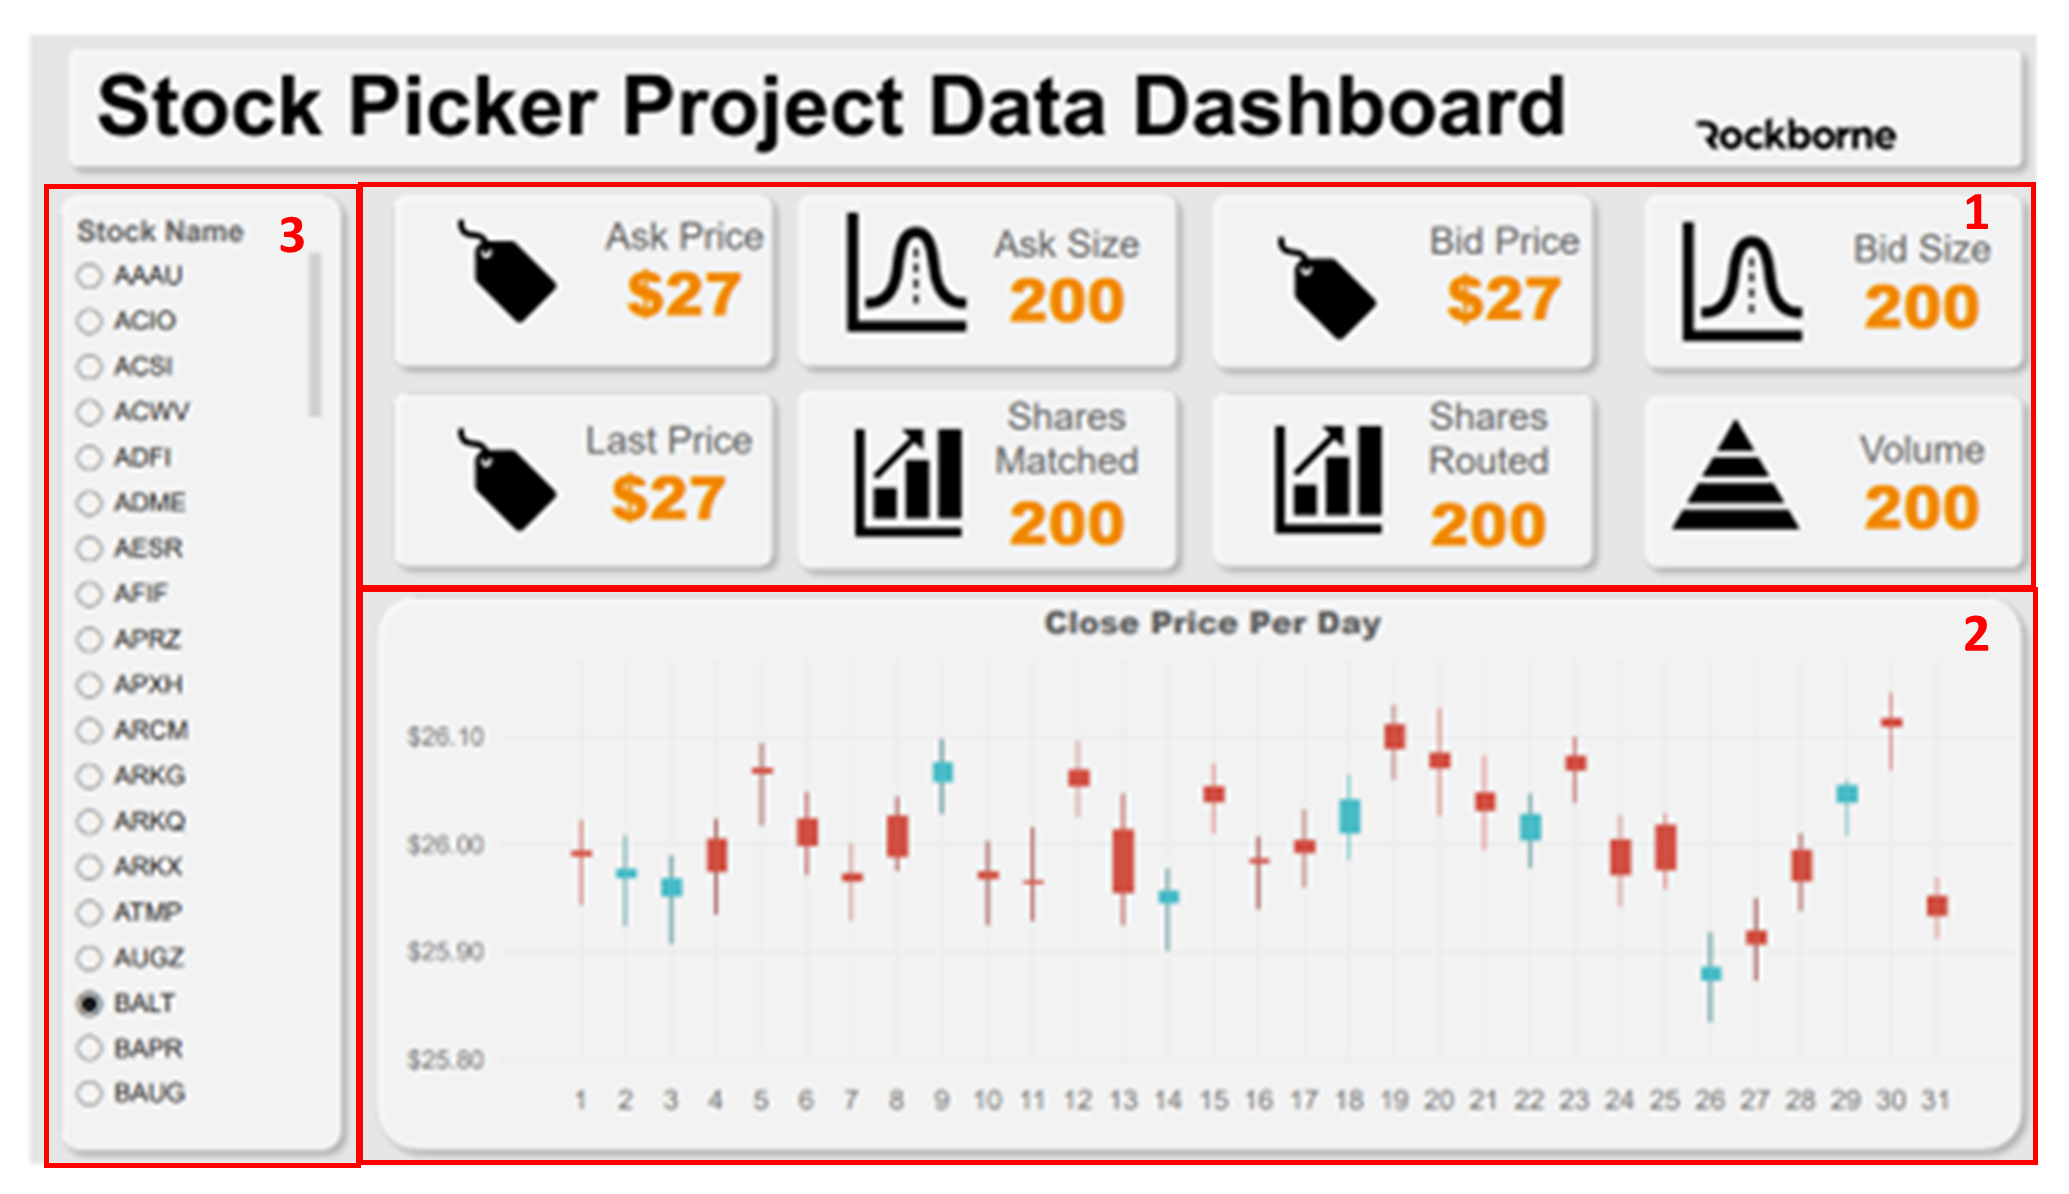 Stock Picker Project Data Dashboard
Rockborne
3
Stock Name
AAAU
ACIO
ACSI
ACWV
ADFI
ADME
AESR
AFIF
APRZ
APXH
ARCM
ARKG
ARKQ
ARKX
ATMP
AUGZ
BALT
BAPR
BAUG
1
Ask Price
$27
Ask Size
200
Bid Price
$27
Bid Size
200
Last Price
$27
Shares
Matched
200
Shares
Routed
200
Volume
200
2
Close Price Per Day
$26.10
$26.00
$25.90
$25.80
1 2 3 4 5 6 7 8 9 10 11 12 13 14 15 16 17 18 19 20 21 22 23 24 25 26 27 28 29 30 31